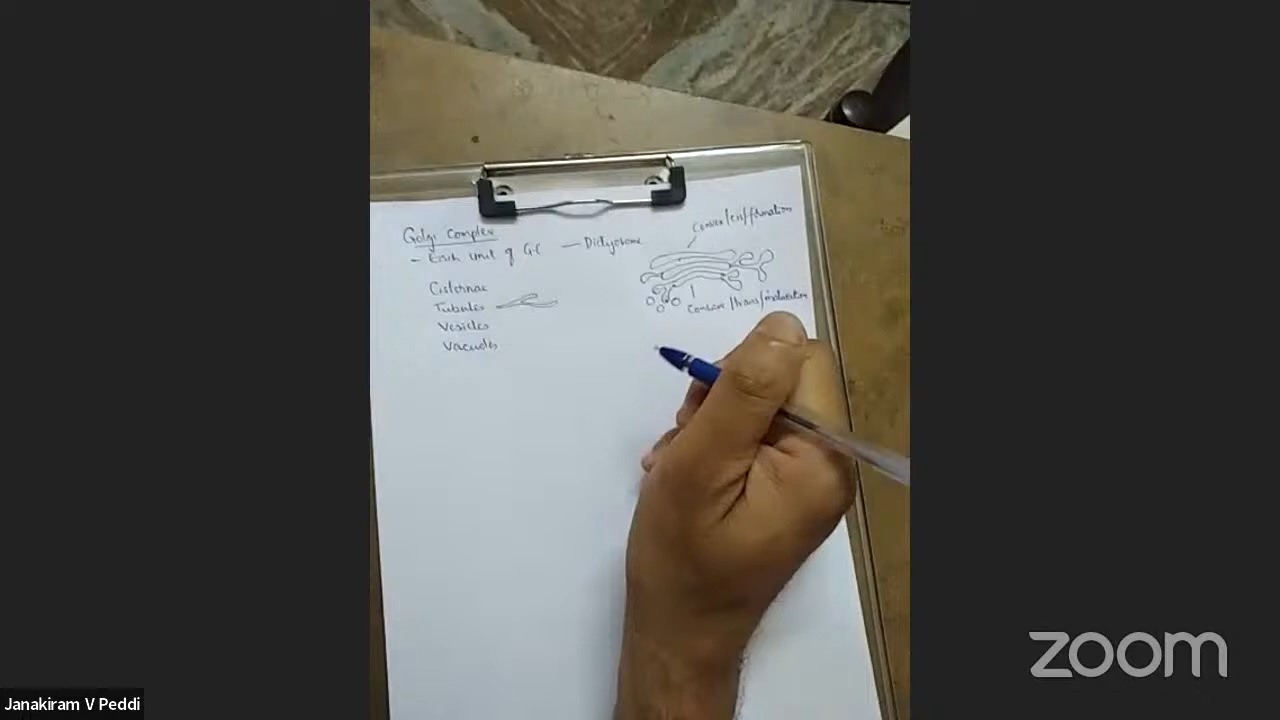 Golgi Complex
- Each unit of G.C — Dictyosome
Convex/cis/formation
Cisternae
Tubules
Vesicles
Vacuoles
Concave/trans/maturation
zoom
Janakiram V Peddi